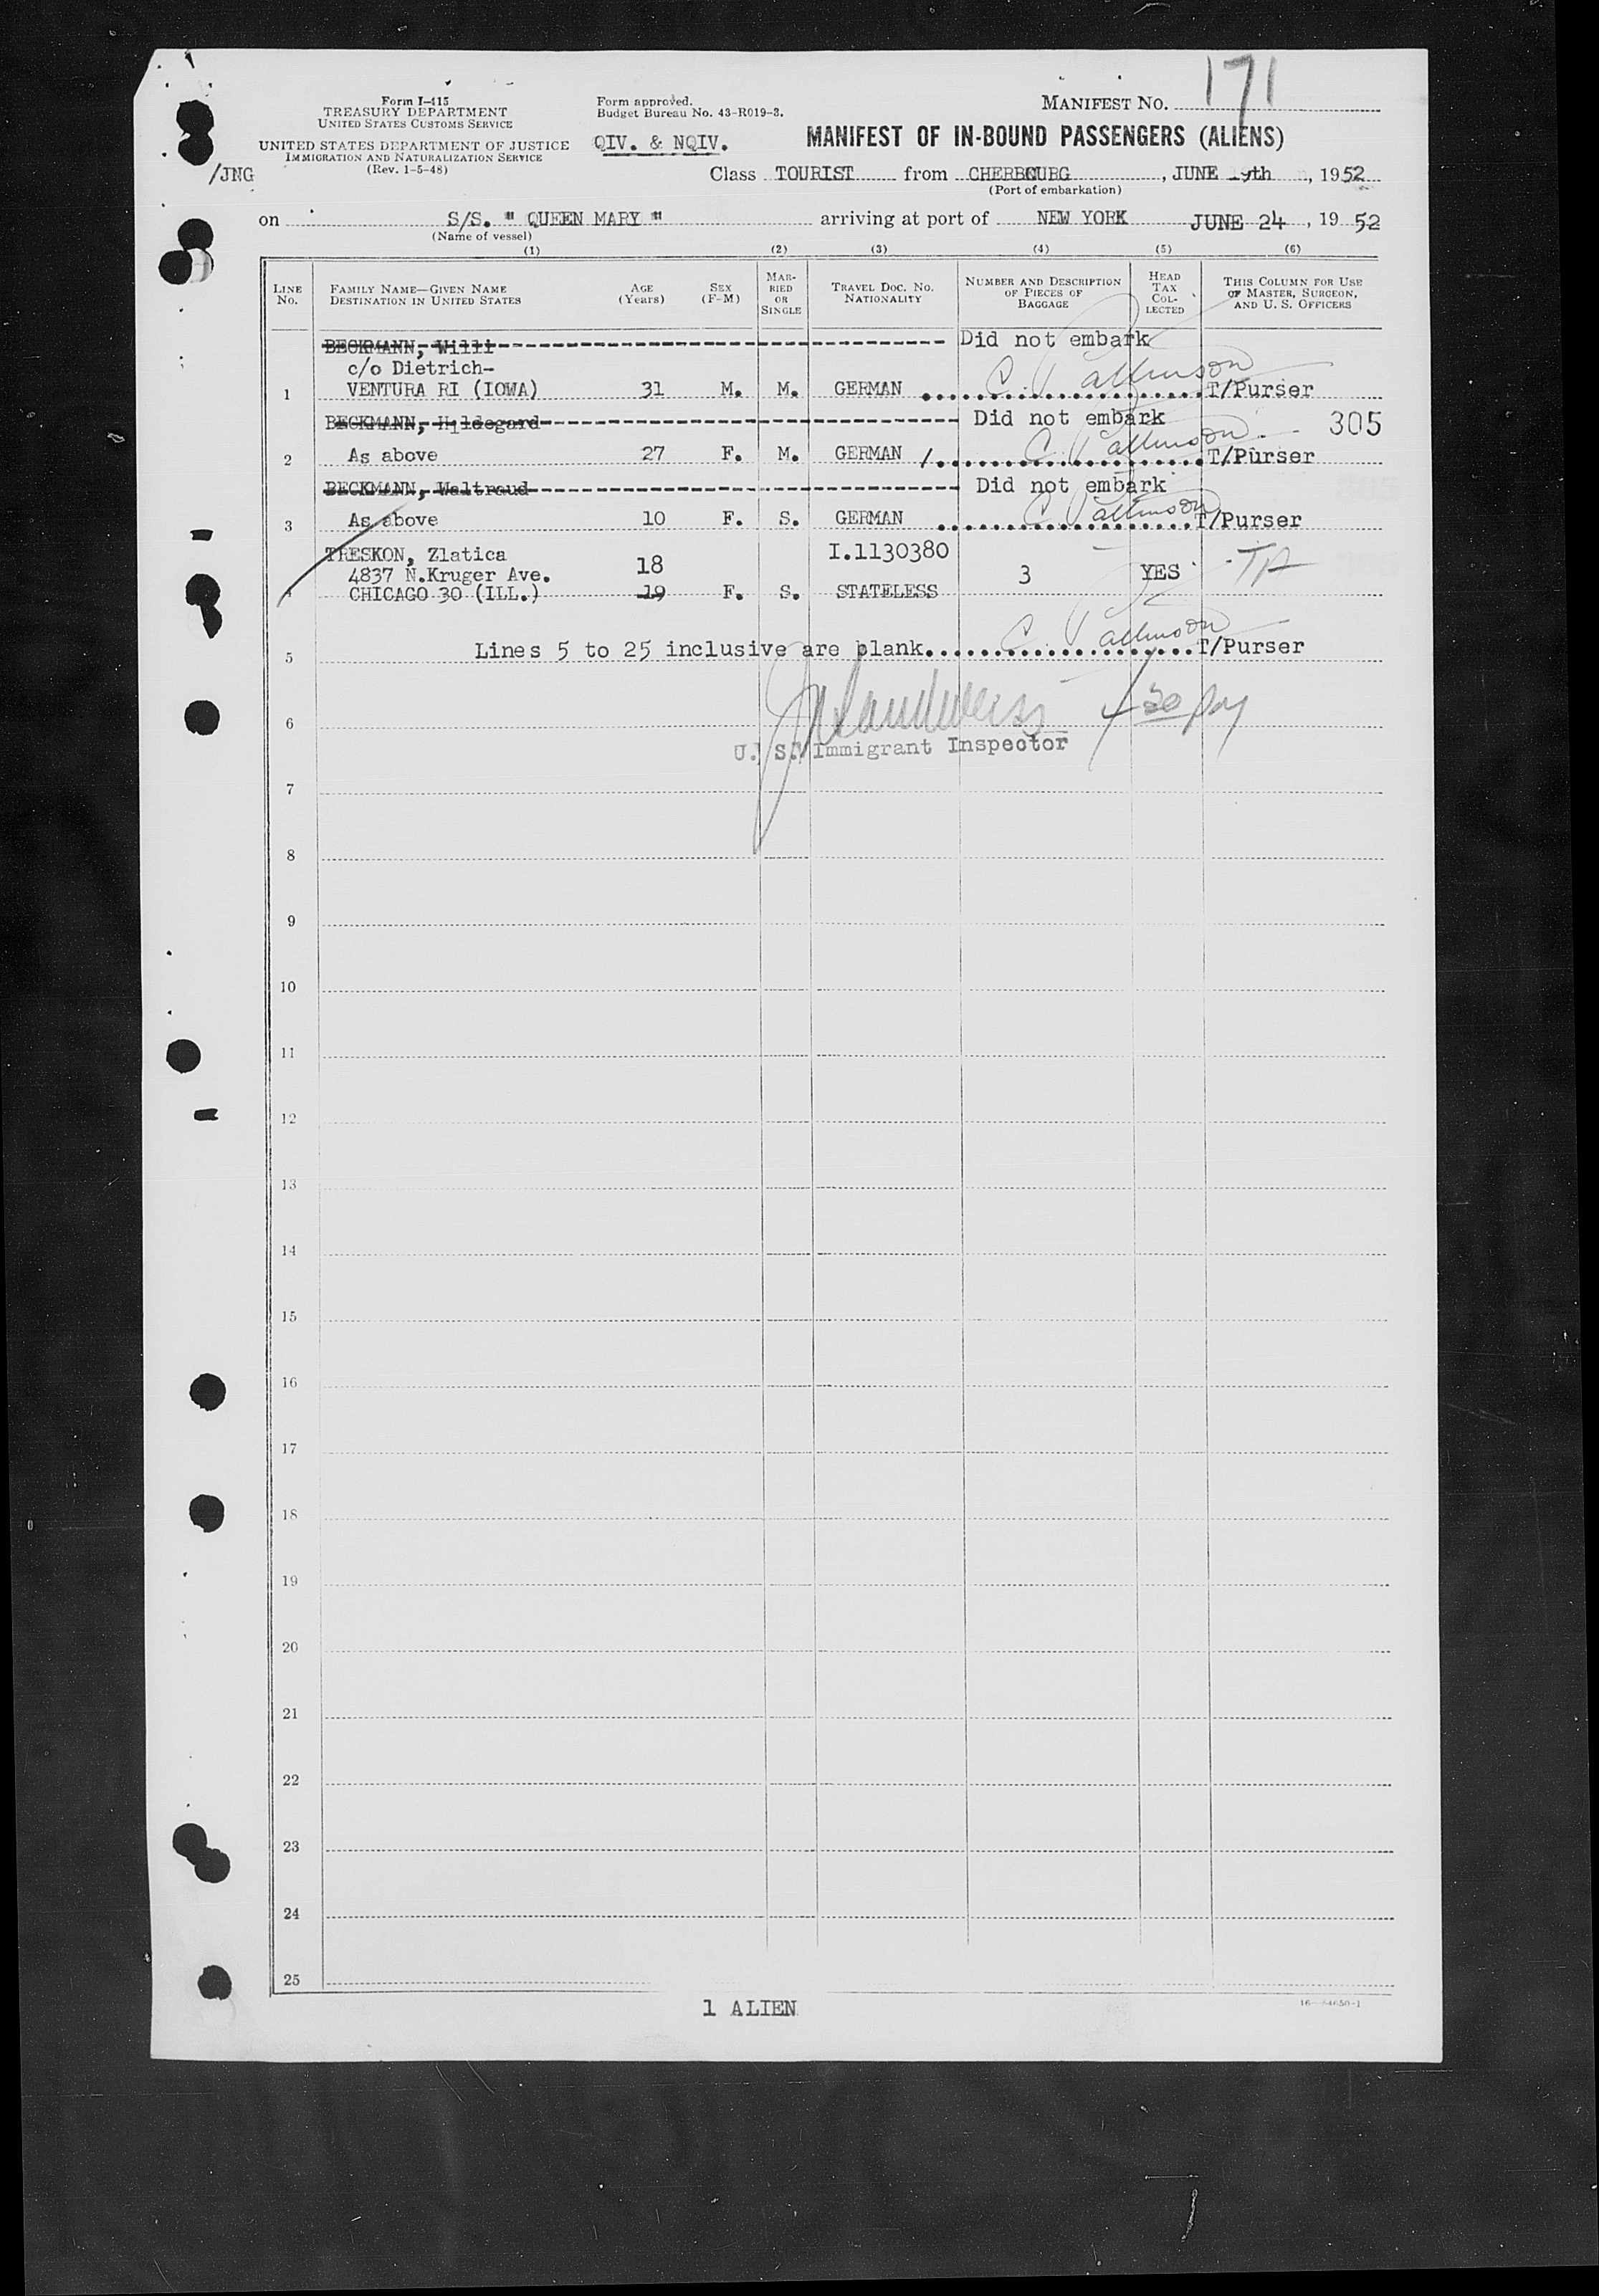 171
Form I-415
TREASURY DEPARTMENT
UNITED STATES CUSTOMS SERVICE
UNITED STATES DEPARTMENT OF JUSTICE
IMMIGRATION AND NATURALIZATION SERVICE
(Rev. 1-5-48)
/JNG
Form approved.
Budget Bureau No. 43-R019-3.
QIV. & NQIV.
MANIFEST NO.
MANIFEST OF IN-BOUND PASSENGERS (ALIENS)
Class TOURIST from CHERBOURG, JUNE 19th, 1952
(Port of embarkation)
on S/S. " QUEEN MARY " arriving at port of NEW YORK JUNE 24, 19 52
(Name of vessel)
(1) (2) (3) (4) (5) (6)
LINE No. FAMILY NAME—GIVEN NAME DESTINATION IN UNITED STATES AGE (Years) SEX (F-M) MARRIED OR SINGLE TRAVEL DOC. NO. NATIONALITY NUMBER AND DESCRIPTION OF PIECES OF BAGGAGE HEAD TAX COLLECTED THIS COLUMN FOR USE OF MASTER, SURGEON, AND U. S. OFFICERS
BECKMANN, Willi Did not embark
c/o Dietrich-
1 VENTURA RI (IOWA) 31 M. M. GERMAN T/Purser
BECKMANN, Hildegard Did not embark 305
2 As above 27 F. M. GERMAN T/Purser
BECKMANN, Waltraud Did not embark
3 As above 10 F. S. GERMAN T/Purser
TRESKON, Zlatica 18 I.1130380
4837 N.Kruger Ave. 3 YES
4 CHICAGO 30 (ILL.) 19 F. S. STATELESS
5 Lines 5 to 25 inclusive are blank. T/Purser
6
U. S. Immigrant Inspector
7
8
9
10
11
12
13
14
15
16
17
18
19
20
21
22
23
24
25
1 ALIEN